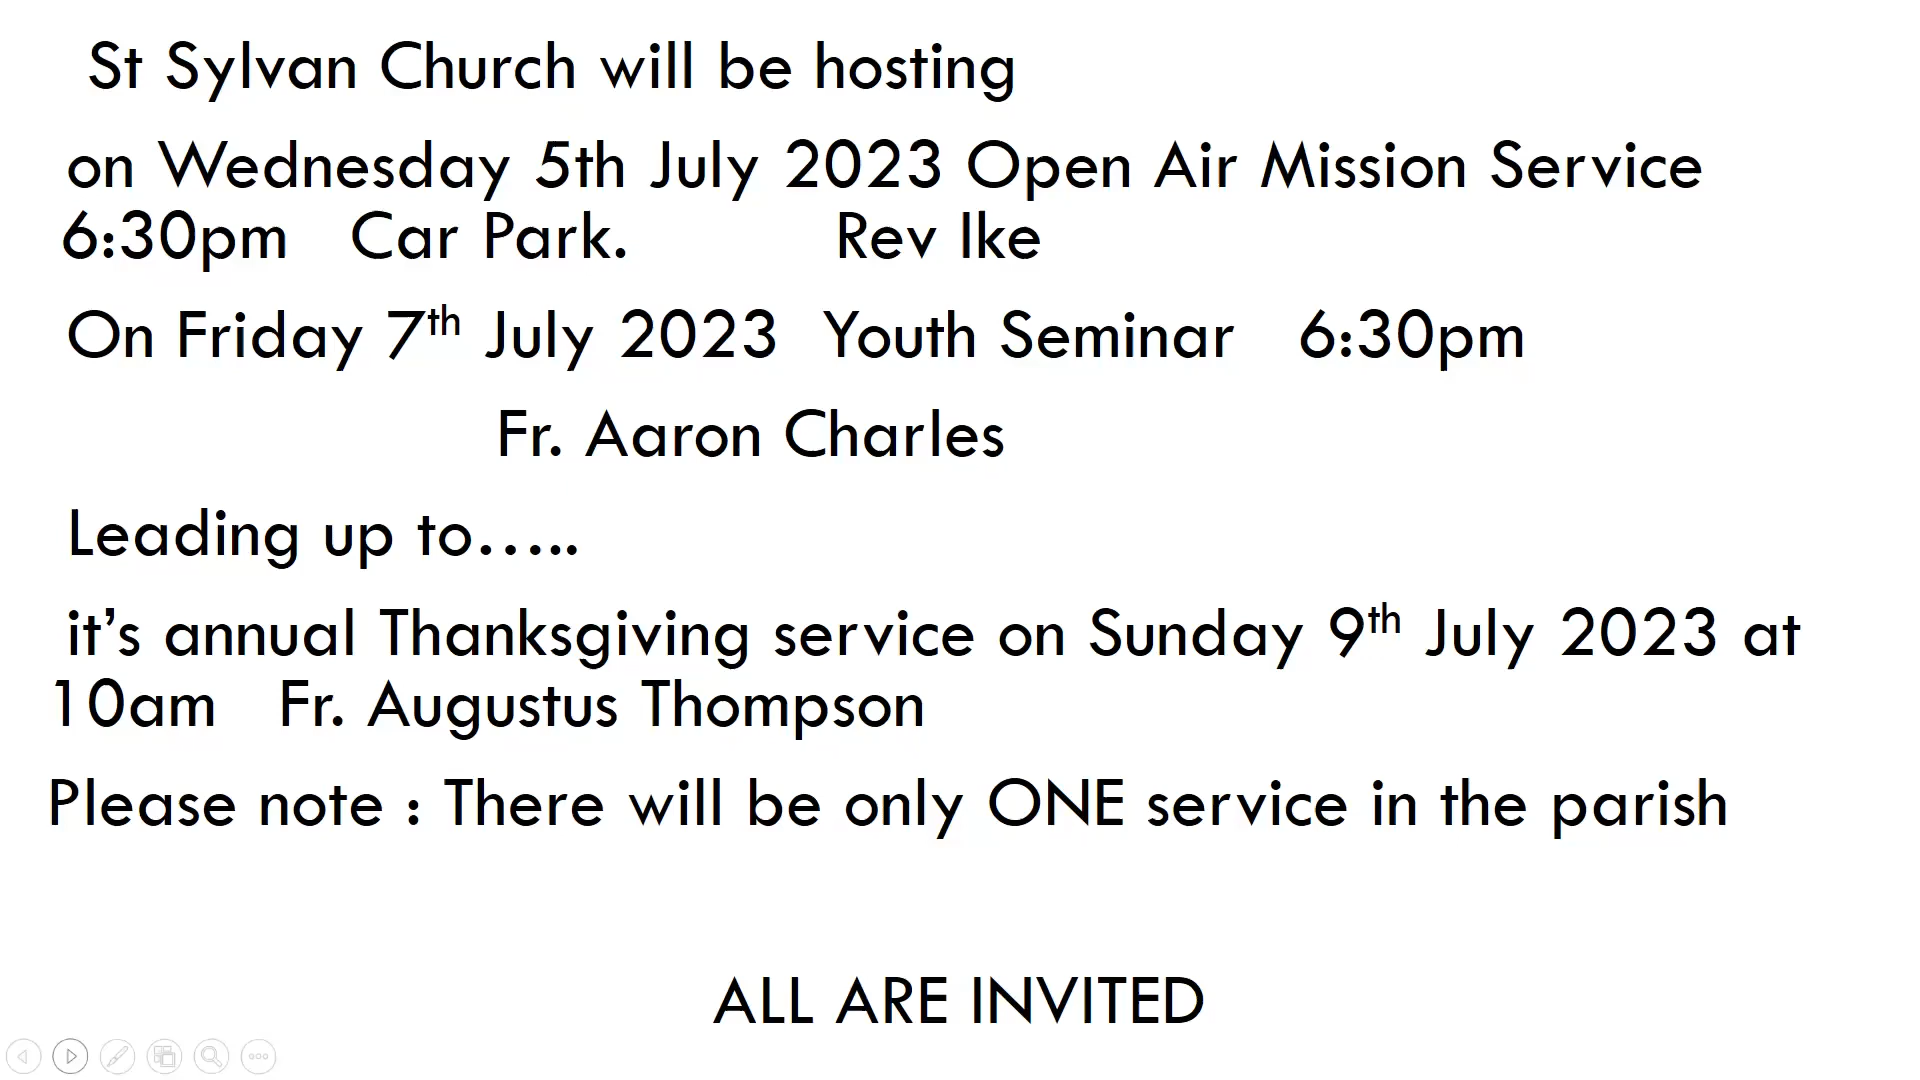 St Sylvan Church will be hosting
on Wednesday 5th July 2023 Open Air Mission Service
6:30pm Car Park. Rev Ike
On Friday 7th July 2023 Youth Seminar 6:30pm
Fr. Aaron Charles
Leading up to…..
it’s annual Thanksgiving service on Sunday 9th July 2023 at
10am Fr. Augustus Thompson
Please note : There will be only ONE service in the parish
ALL ARE INVITED